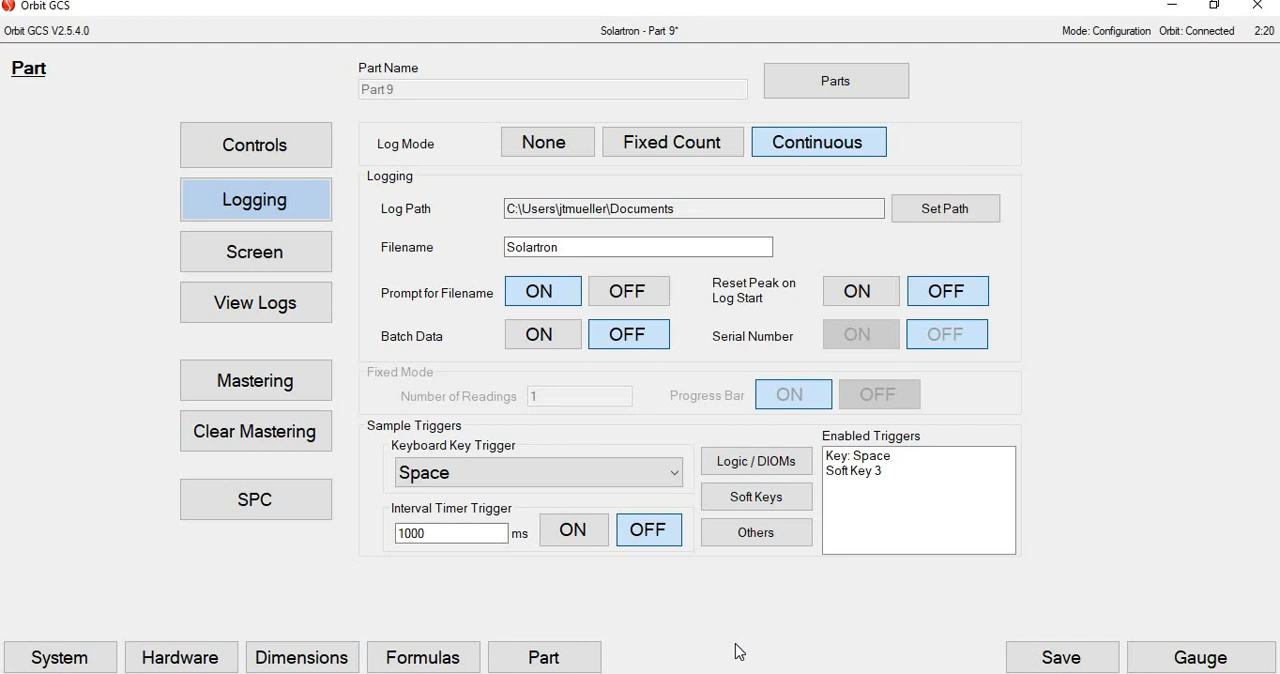 Orbit GCS
Orbit GCS V2.5.4.0 Solartron - Part 9* Mode: Configuration Orbit: Connected 2:20
Part
Part Name
Part 9
Parts
Controls
Logging
Screen
View Logs
Mastering
Clear Mastering
SPC
Log Mode None Fixed Count Continuous
Logging
Log Path C:\Users\jtmueller\Documents Set Path
Filename Solartron
Prompt for Filename ON OFF
Reset Peak on
Log Start
ON OFF
Batch Data ON OFF Serial Number ON OFF
Fixed Mode
Number of Readings 1 Progress Bar ON OFF
Sample Triggers
Keyboard Key Trigger
Space
Interval Timer Trigger
1000 ms ON OFF
Logic / DIOMs
Soft Keys
Others
Enabled Triggers
Key: Space
Soft Key 3
System Hardware Dimensions Formulas Part Save Gauge